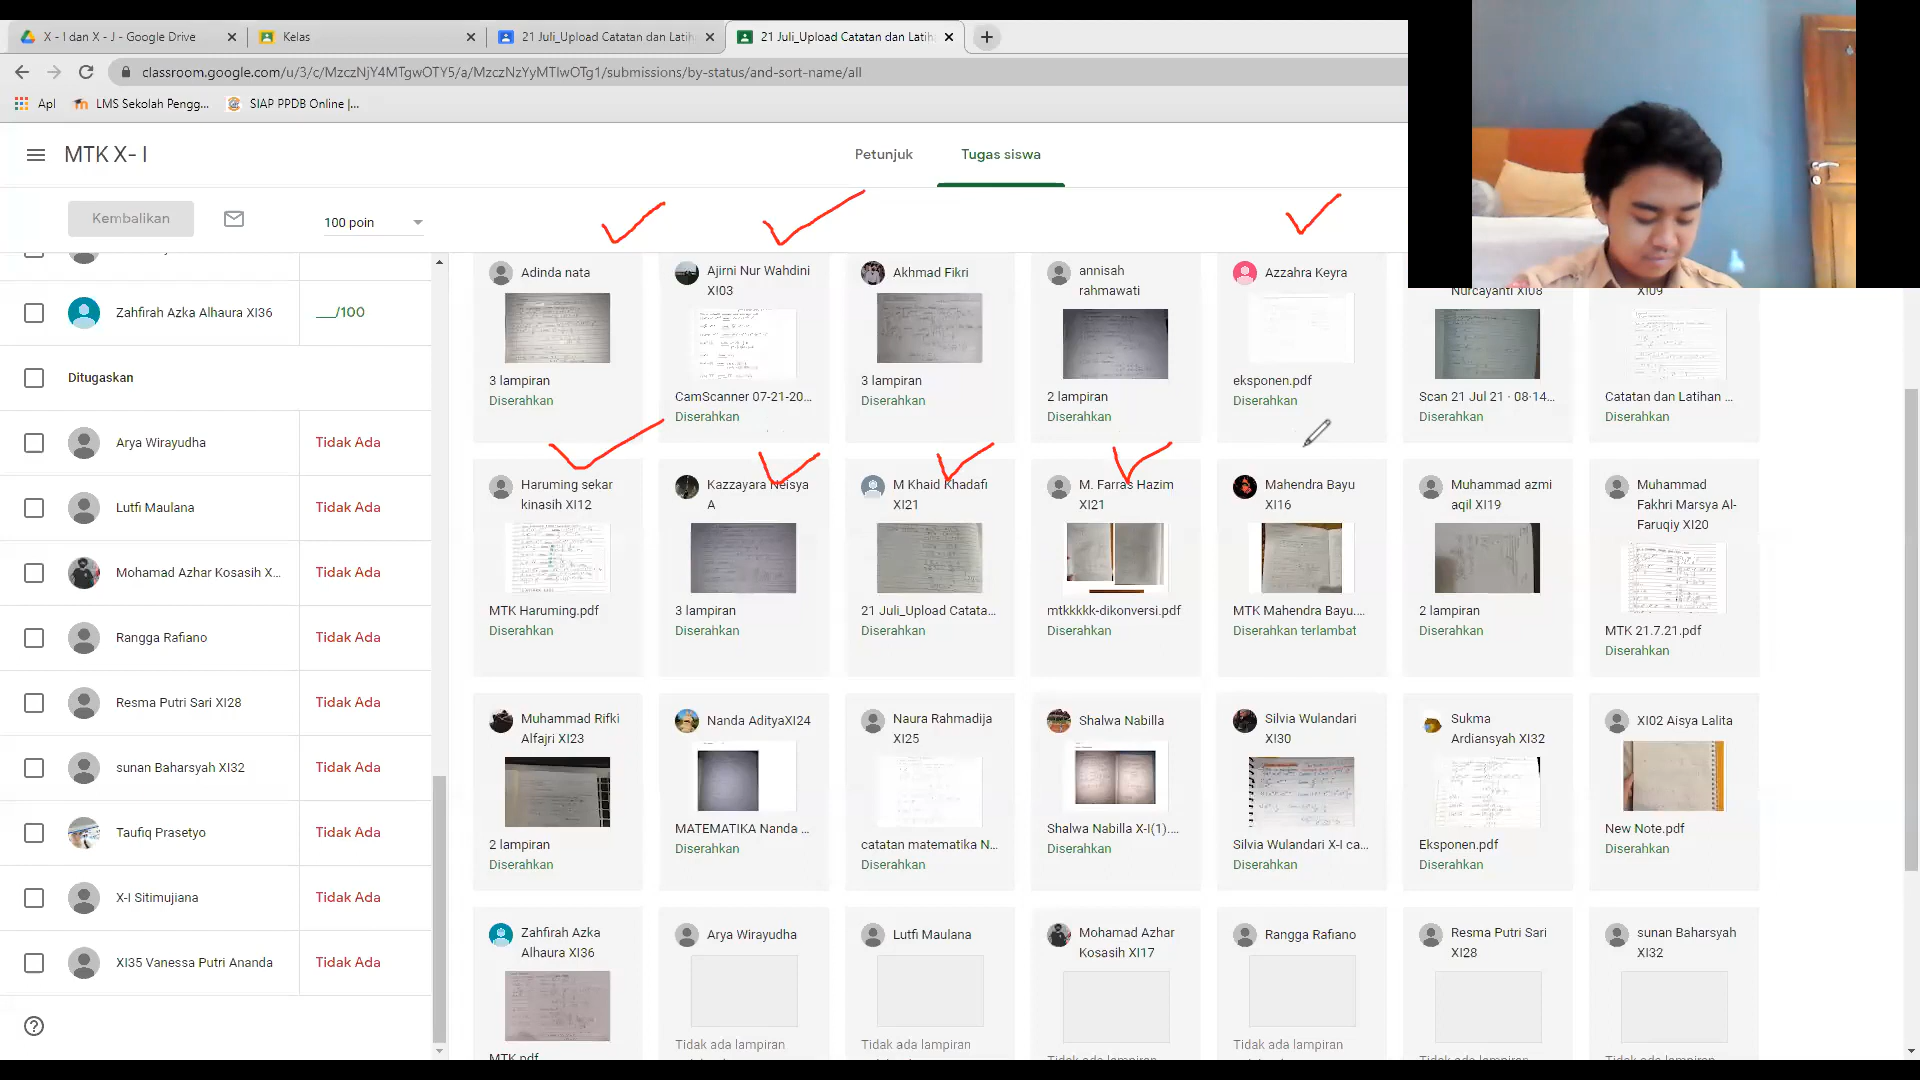 X - I dan X - J - Google Drive
Kelas
21 Juli_Upload Catatan dan Latih
21 Juli_Upload Catatan dan Latih
classroom.google.com/u/3/c/MzczNjY4MTgwOTY5/a/MzczNzYyMTIwOTg1/submissions/by-status/and-sort-name/all
Apl
LMS Sekolah Pengg...
SIAP PPDB Online |...
MTK X- I
Petunjuk
Tugas siswa
Kembalikan
100 poin
Zahfirah Azka Alhaura XI36
___/100
Ditugaskan
Arya Wirayudha
Tidak Ada
Lutfi Maulana
Tidak Ada
Mohamad Azhar Kosasih X...
Tidak Ada
Rangga Rafiano
Tidak Ada
Resma Putri Sari XI28
Tidak Ada
sunan Baharsyah XI32
Tidak Ada
Taufiq Prasetyo
Tidak Ada
X-I Sitimujiana
Tidak Ada
XI35 Vanessa Putri Ananda
Tidak Ada
Adinda nata
3 lampiran
Diserahkan
Ajirni Nur Wahdini
XI03
CamScanner 07-21-20...
Diserahkan
Akhmad Fikri
3 lampiran
Diserahkan
annisah
rahmawati
2 lampiran
Diserahkan
Azzahra Keyra
eksponen.pdf
Diserahkan
Nurcayanti XI08
Scan 21 Jul 21 · 08·14...
Diserahkan
XI09
Catatan dan Latihan ...
Diserahkan
Haruming sekar
kinasih XI12
MTK Haruming.pdf
Diserahkan
Kazzayara Neisya
A
3 lampiran
Diserahkan
M Khaid Khadafi
XI21
21 Juli_Upload Catata...
Diserahkan
M. Farras Hazim
XI21
mtkkkkk-dikonversi.pdf
Diserahkan
Mahendra Bayu
XI16
MTK Mahendra Bayu....
Diserahkan terlambat
Muhammad azmi
aqil XI19
2 lampiran
Diserahkan
Muhammad
Fakhri Marsya Al-
Faruqiy XI20
MTK 21.7.21.pdf
Diserahkan
Muhammad Rifki
Alfajri XI23
2 lampiran
Diserahkan
Nanda AdityaXI24
MATEMATIKA Nanda ...
Diserahkan
Naura Rahmadija
XI25
catatan matematika N...
Diserahkan
Shalwa Nabilla
Shalwa Nabilla X-I(1)....
Diserahkan
Silvia Wulandari
XI30
Silvia Wulandari X-I ca...
Diserahkan
Sukma
Ardiansyah XI32
Eksponen.pdf
Diserahkan
XI02 Aisya Lalita
New Note.pdf
Diserahkan
Zahfirah Azka
Alhaura XI36
MTK.pdf
Arya Wirayudha
Tidak ada lampiran
Lutfi Maulana
Tidak ada lampiran
Mohamad Azhar
Kosasih XI17
Tidak ada lampiran
Rangga Rafiano
Tidak ada lampiran
Resma Putri Sari
XI28
Tidak ada lampiran
sunan Baharsyah
XI32
Tidak ada lampiran